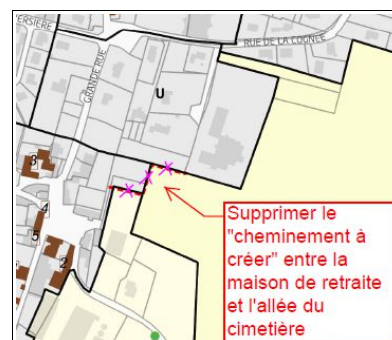 RUE DE LA COGNEE
GRANDE RUE
U
3
4
5
2
Supprimer le
"cheminement à
créer" entre la
maison de retraite
et l'allée du
cimetière